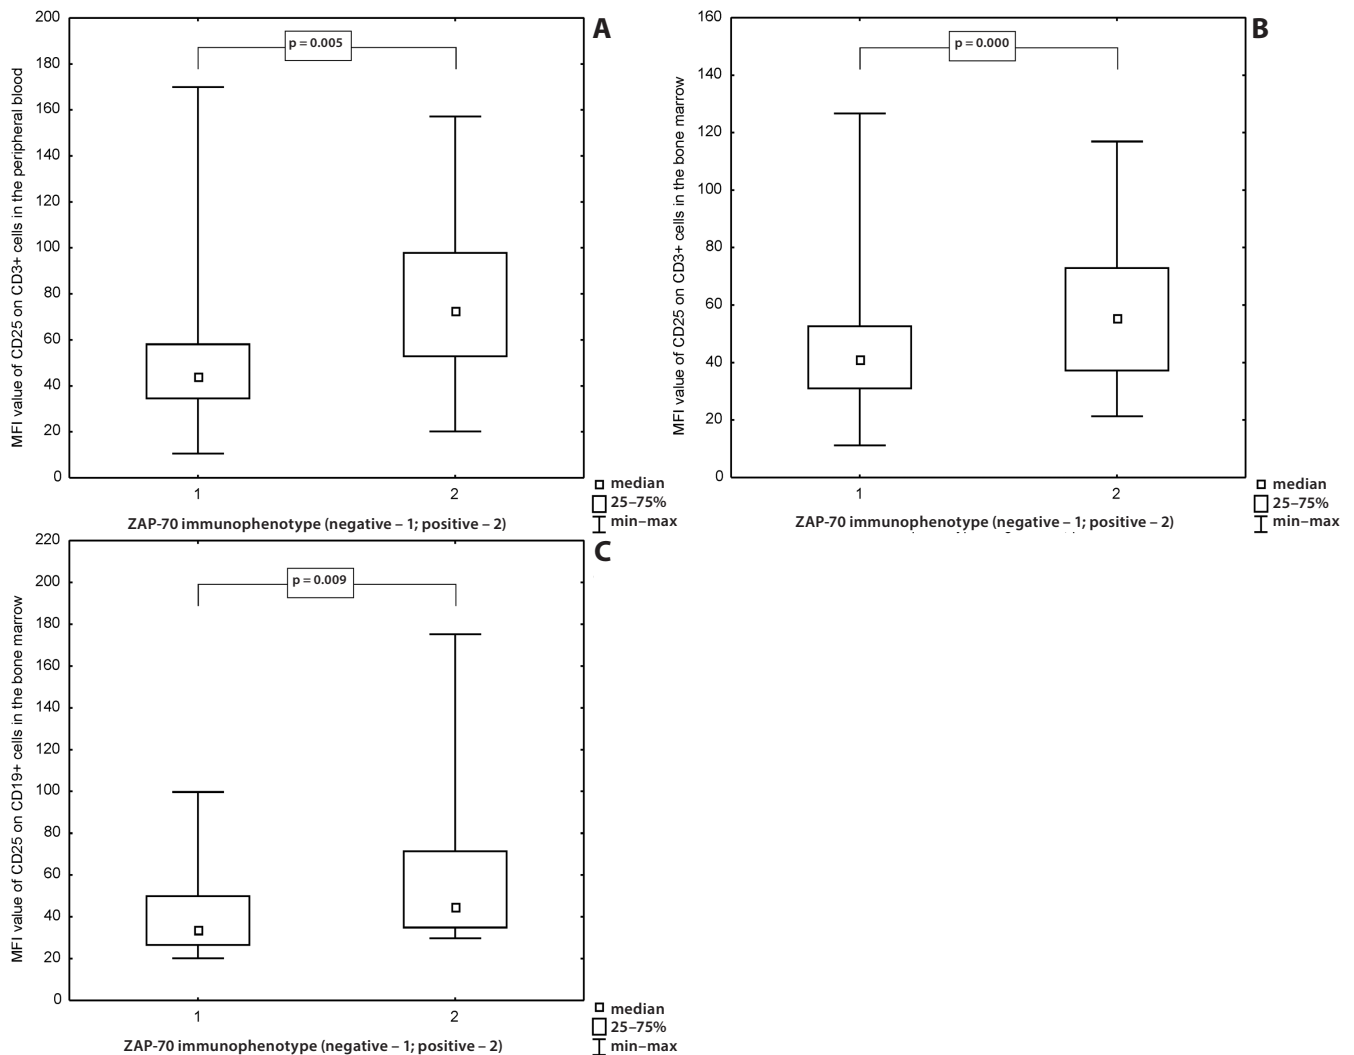 A
p = 0.005
MFI value of CD25 on CD3+ cells in the peripheral blood
200
180
160
140
120
100
80
60
40
20
0
1 2
ZAP-70 immunophenotype (negative – 1; positive – 2)
median
25–75%
min–max
B
p = 0.000
MFI value of CD25 on CD3+ cells in the bone marrow
160
140
120
100
80
60
40
20
0
1 2
ZAP-70 immunophenotype (negative – 1; positive – 2)
median
25–75%
min–max
C
p = 0.009
MFI value of CD25 on CD19+ cells in the bone marrow
220
200
180
160
140
120
100
80
60
40
20
0
1 2
ZAP-70 immunophenotype (negative – 1; positive – 2)
median
25–75%
min–max